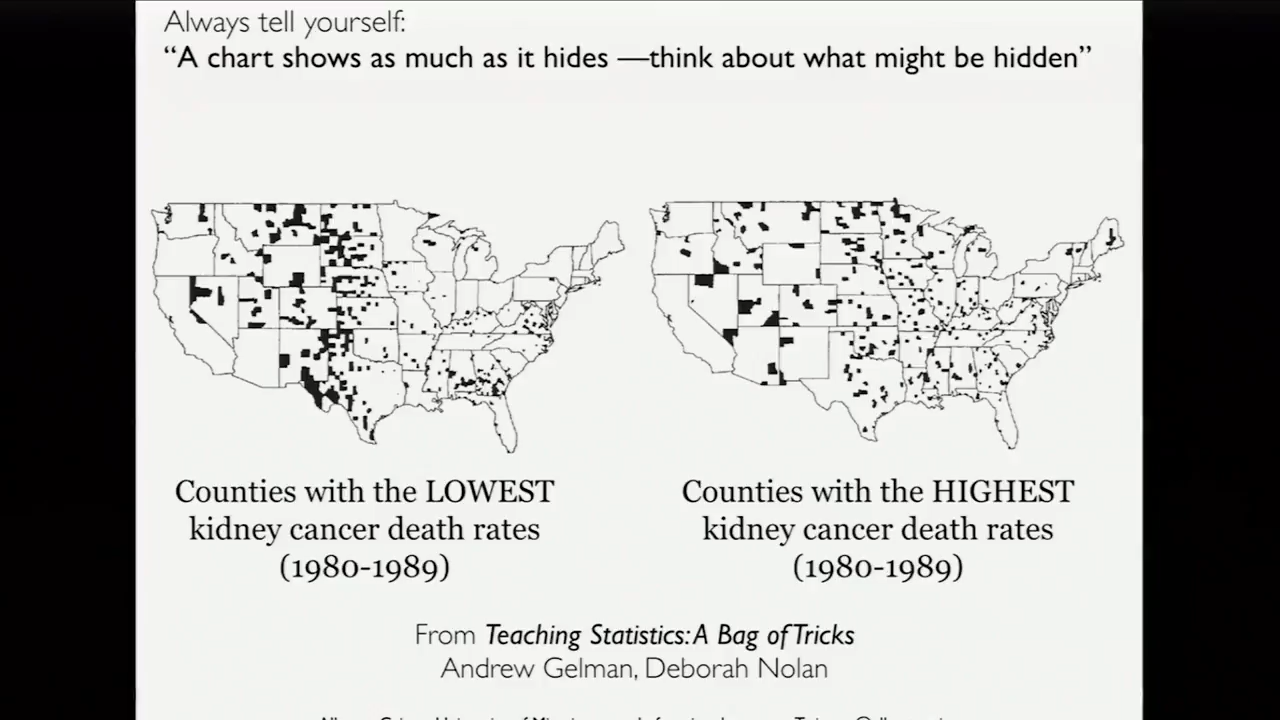 Always tell yourself:
“A chart shows as much as it hides —think about what might be hidden”
Counties with the LOWEST
kidney cancer death rates
(1980-1989)
Counties with the HIGHEST
kidney cancer death rates
(1980-1989)
From Teaching Statistics: A Bag of Tricks
Andrew Gelman, Deborah Nolan